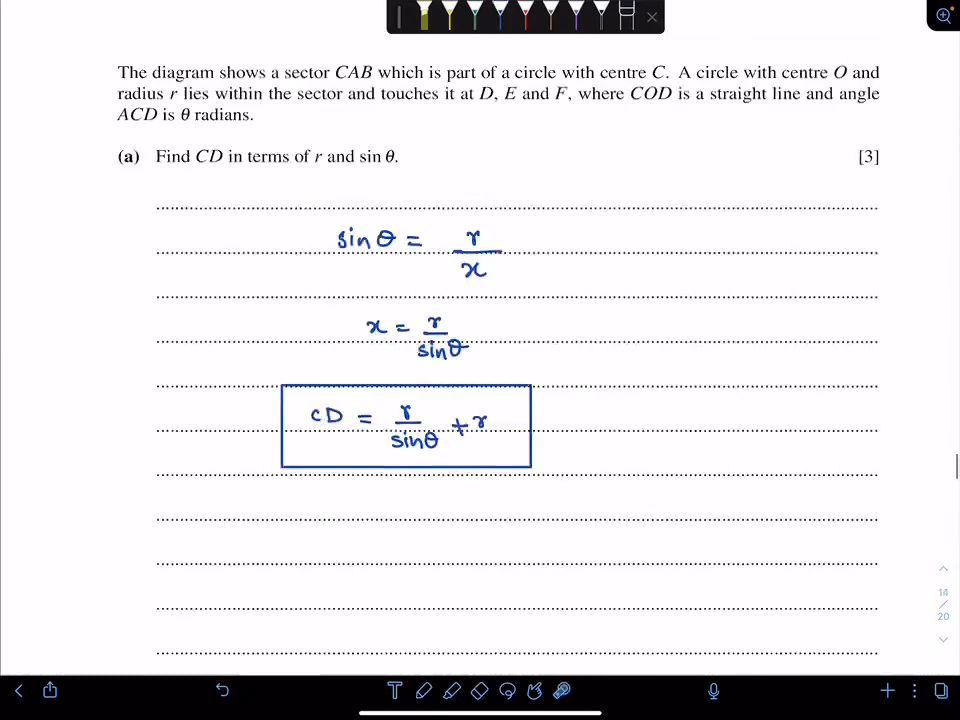 The diagram shows a sector CAB which is part of a circle with centre C. A circle with centre O and
radius r lies within the sector and touches it at D, E and F, where COD is a straight line and angle
ACD is θ radians.
(a) Find CD in terms of r and sin θ. [3]
sin θ = r / x
x = r / sin θ
CD = r / sin θ + r
14
/
20
T